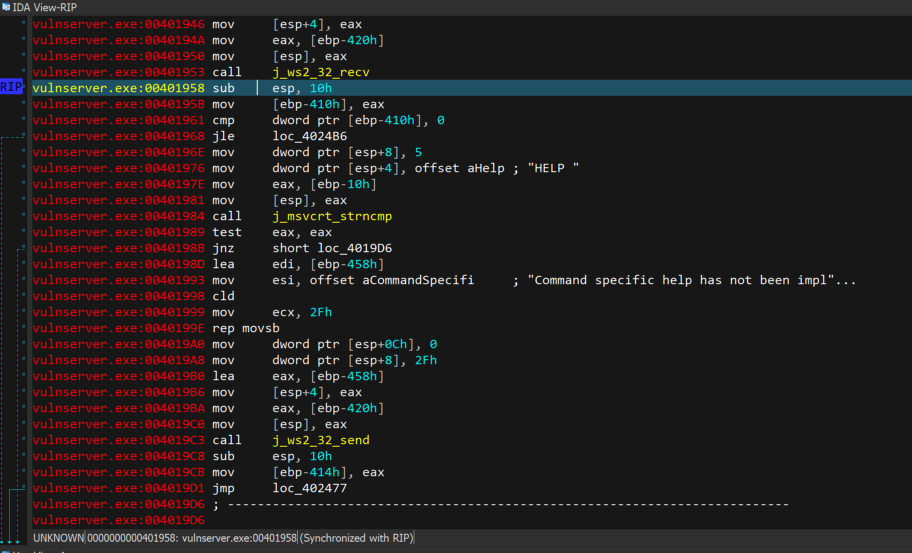 IDA View-RIP
vulnserver.exe:00401946 mov [esp+4], eax
vulnserver.exe:0040194A mov eax, [ebp-420h]
vulnserver.exe:00401950 mov [esp], eax
vulnserver.exe:00401953 call j_ws2_32_recv
RIP vulnserver.exe:00401958 sub esp, 10h
vulnserver.exe:0040195B mov [ebp-410h], eax
vulnserver.exe:00401961 cmp dword ptr [ebp-410h], 0
vulnserver.exe:00401968 jle loc_4024B6
vulnserver.exe:0040196E mov dword ptr [esp+8], 5
vulnserver.exe:00401976 mov dword ptr [esp+4], offset aHelp ; "HELP "
vulnserver.exe:0040197E mov eax, [ebp-10h]
vulnserver.exe:00401981 mov [esp], eax
vulnserver.exe:00401984 call j_msvcrt_strncmp
vulnserver.exe:00401989 test eax, eax
vulnserver.exe:0040198B jnz short loc_4019D6
vulnserver.exe:0040198D lea edi, [ebp-458h]
vulnserver.exe:00401993 mov esi, offset aCommandSpecifi ; "Command specific help has not been impl"...
vulnserver.exe:00401998 cld
vulnserver.exe:00401999 mov ecx, 2Fh
vulnserver.exe:0040199E rep movsb
vulnserver.exe:004019A0 mov dword ptr [esp+0Ch], 0
vulnserver.exe:004019A8 mov dword ptr [esp+8], 2Fh
vulnserver.exe:004019B0 lea eax, [ebp-458h]
vulnserver.exe:004019B6 mov [esp+4], eax
vulnserver.exe:004019BA mov eax, [ebp-420h]
vulnserver.exe:004019C0 mov [esp], eax
vulnserver.exe:004019C3 call j_ws2_32_send
vulnserver.exe:004019C8 sub esp, 10h
vulnserver.exe:004019CB mov [ebp-414h], eax
vulnserver.exe:004019D1 jmp loc_402477
vulnserver.exe:004019D6 ; ---------------------------------------------------------------------------
vulnserver.exe:004019D6
UNKNOWN 0000000000401958: vulnserver.exe:00401958 (Synchronized with RIP)